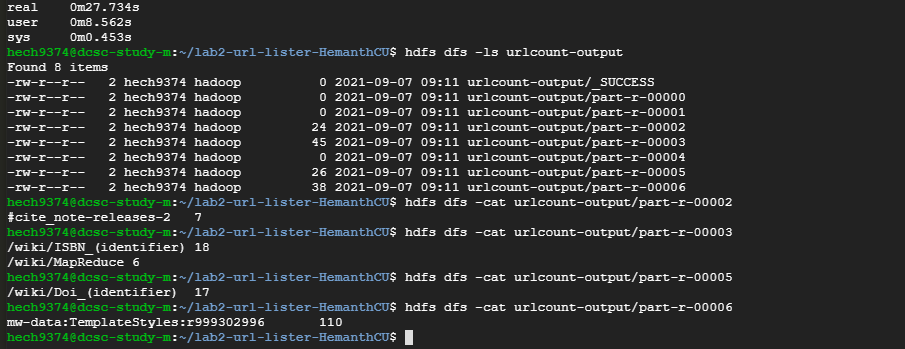 real    0m27.734s
user    0m8.562s
sys     0m0.453s
hech9374@dcsc-study-m:~/lab2-url-lister-HemanthCU$ hdfs dfs -ls urlcount-output
Found 8 items
-rw-r--r--   2 hech9374 hadoop          0 2021-09-07 09:11 urlcount-output/_SUCCESS
-rw-r--r--   2 hech9374 hadoop          0 2021-09-07 09:11 urlcount-output/part-r-00000
-rw-r--r--   2 hech9374 hadoop          0 2021-09-07 09:11 urlcount-output/part-r-00001
-rw-r--r--   2 hech9374 hadoop         24 2021-09-07 09:11 urlcount-output/part-r-00002
-rw-r--r--   2 hech9374 hadoop         45 2021-09-07 09:11 urlcount-output/part-r-00003
-rw-r--r--   2 hech9374 hadoop          0 2021-09-07 09:11 urlcount-output/part-r-00004
-rw-r--r--   2 hech9374 hadoop         26 2021-09-07 09:11 urlcount-output/part-r-00005
-rw-r--r--   2 hech9374 hadoop         38 2021-09-07 09:11 urlcount-output/part-r-00006
hech9374@dcsc-study-m:~/lab2-url-lister-HemanthCU$ hdfs dfs -cat urlcount-output/part-r-00002
#cite_note-releases-2   7
hech9374@dcsc-study-m:~/lab2-url-lister-HemanthCU$ hdfs dfs -cat urlcount-output/part-r-00003
/wiki/ISBN_(identifier) 18
/wiki/MapReduce 6
hech9374@dcsc-study-m:~/lab2-url-lister-HemanthCU$ hdfs dfs -cat urlcount-output/part-r-00005
/wiki/Doi_(identifier)  17
hech9374@dcsc-study-m:~/lab2-url-lister-HemanthCU$ hdfs dfs -cat urlcount-output/part-r-00006
mw-data:TemplateStyles:r999302996       110
hech9374@dcsc-study-m:~/lab2-url-lister-HemanthCU$